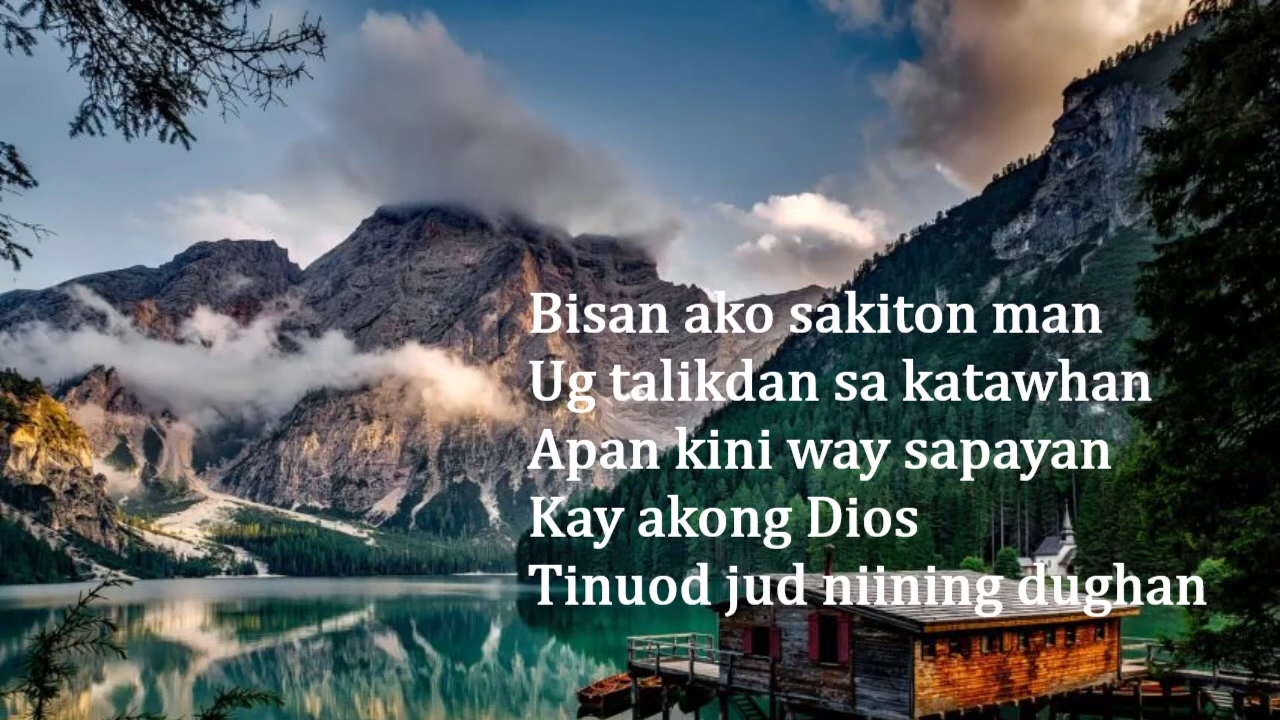 Bisan ako sakiton man
Ug talikdan sa katawhan
Apan kini way sapayan
Kay akong Dios
Tinuod jud niining dughan